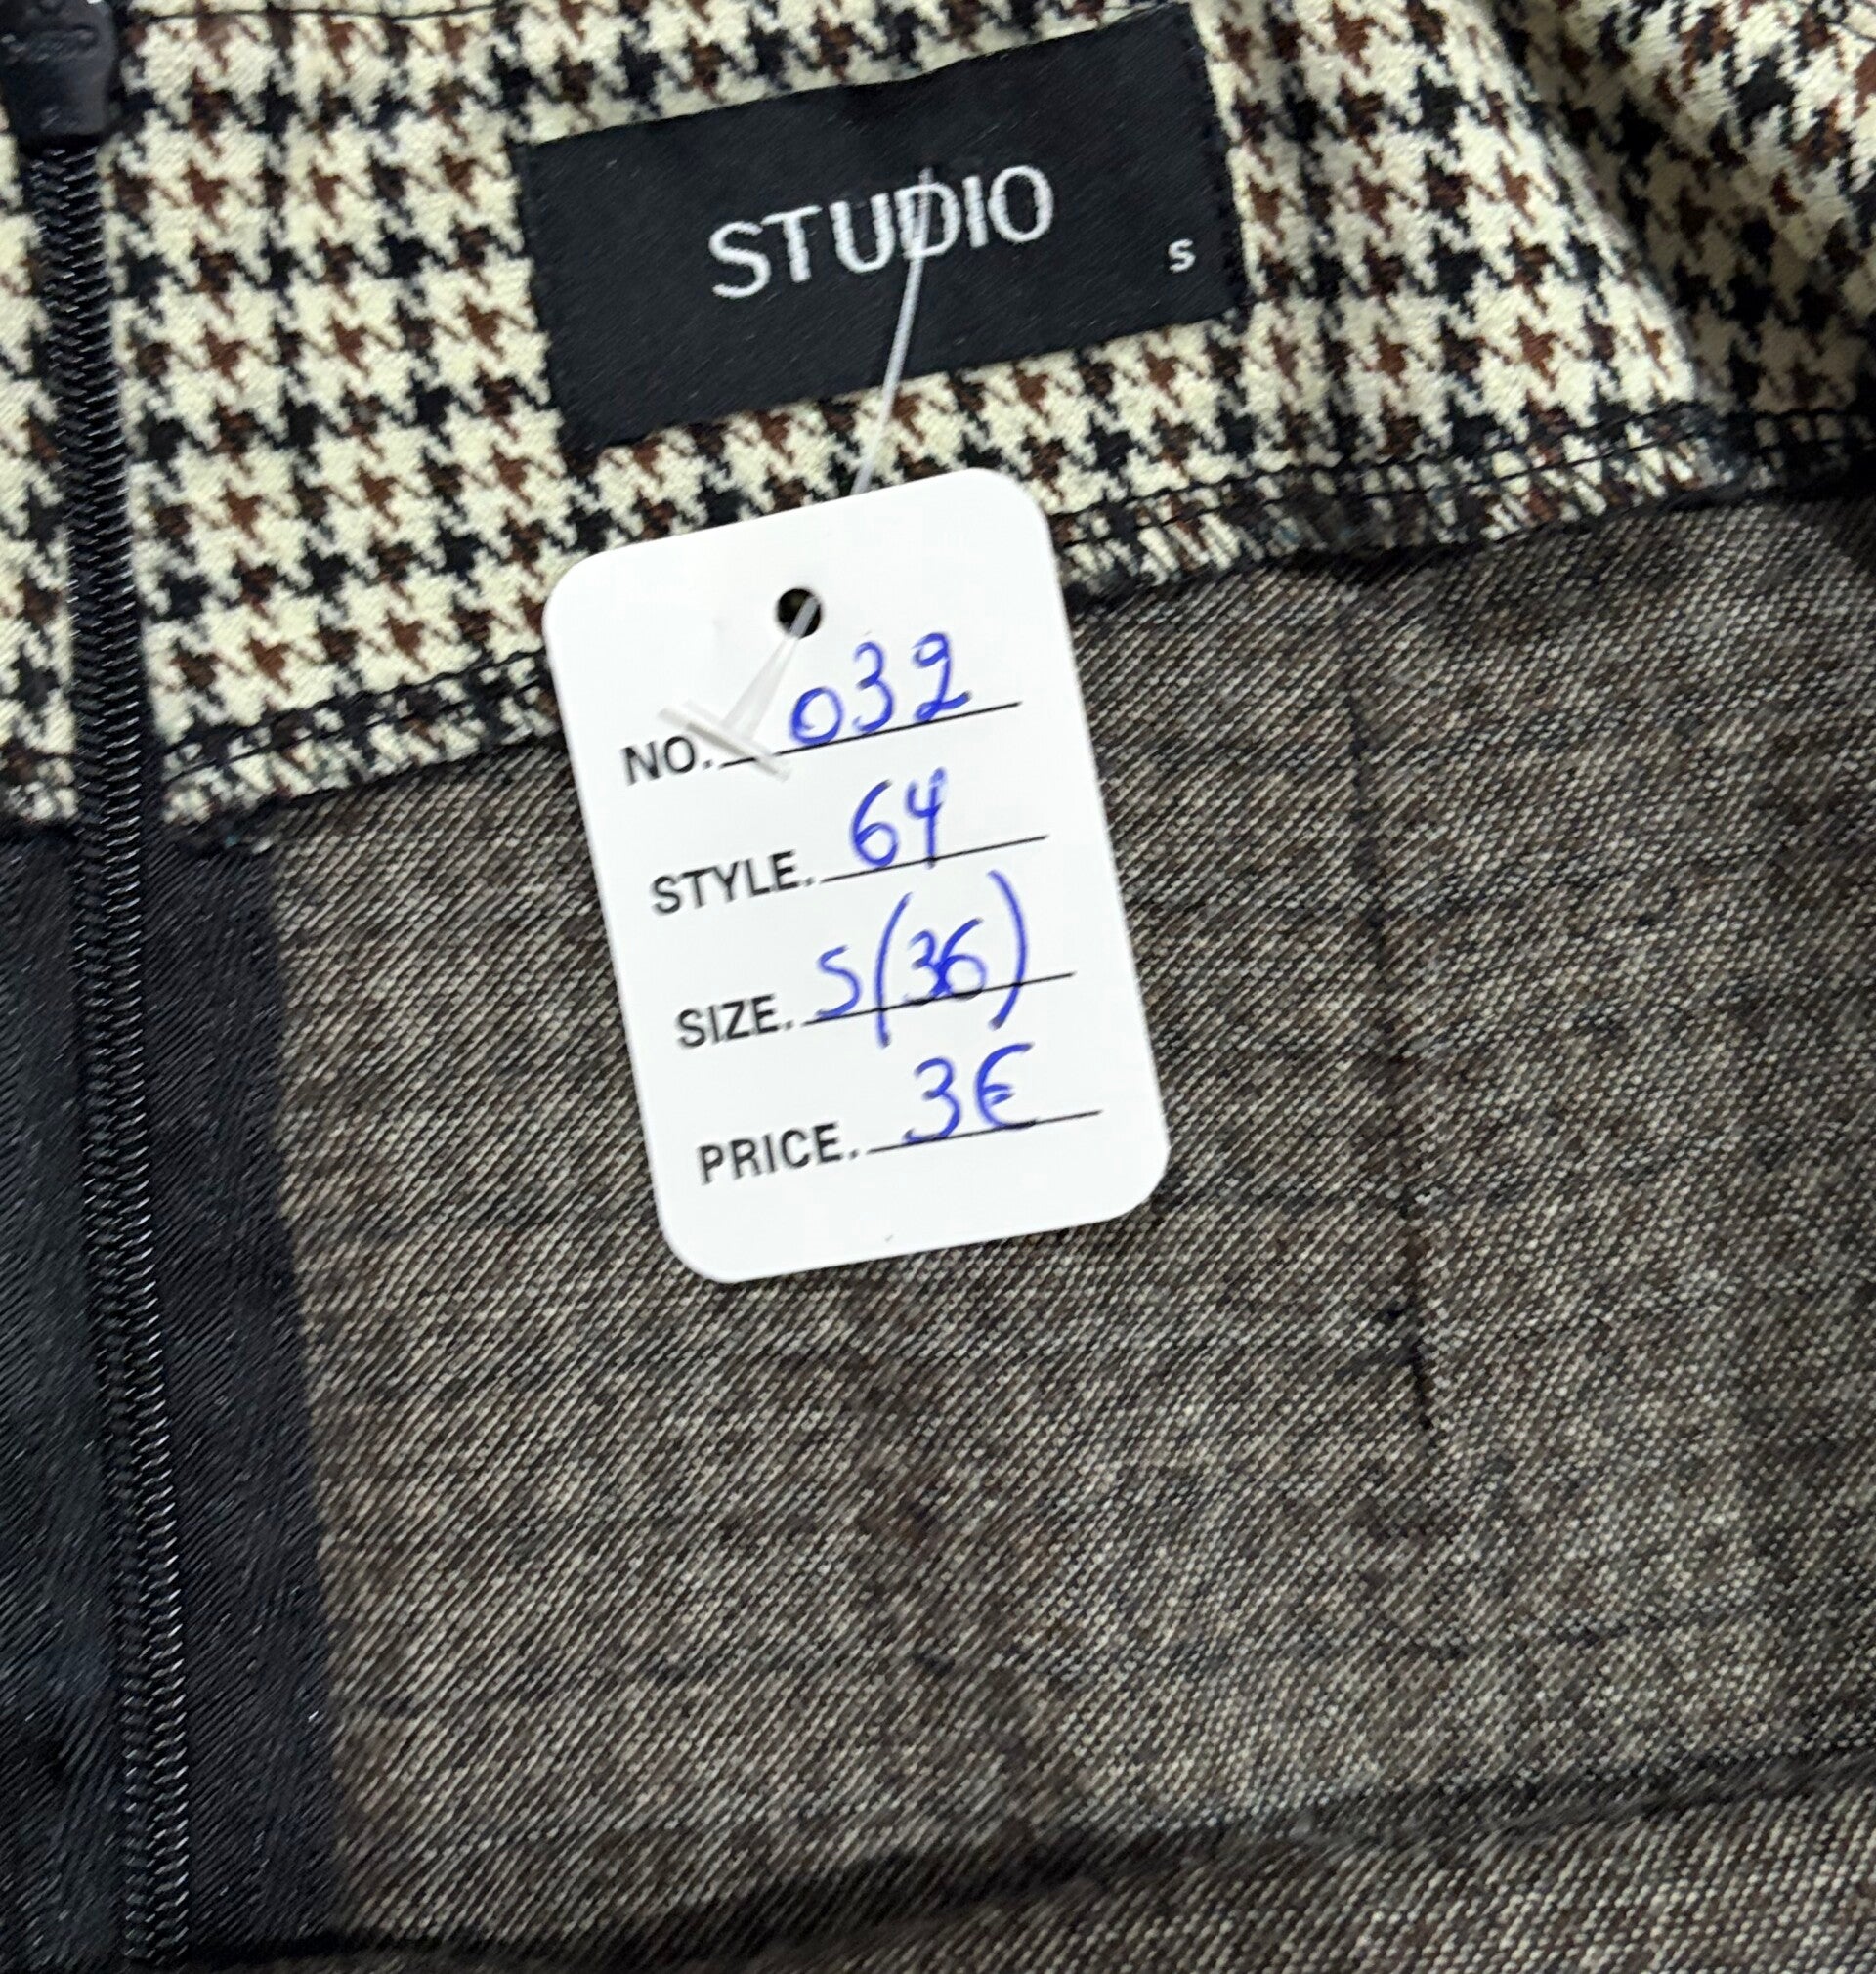 STUDIO
S
NO. 032
STYLE. 64
SIZE. S(36)
PRICE. 3€